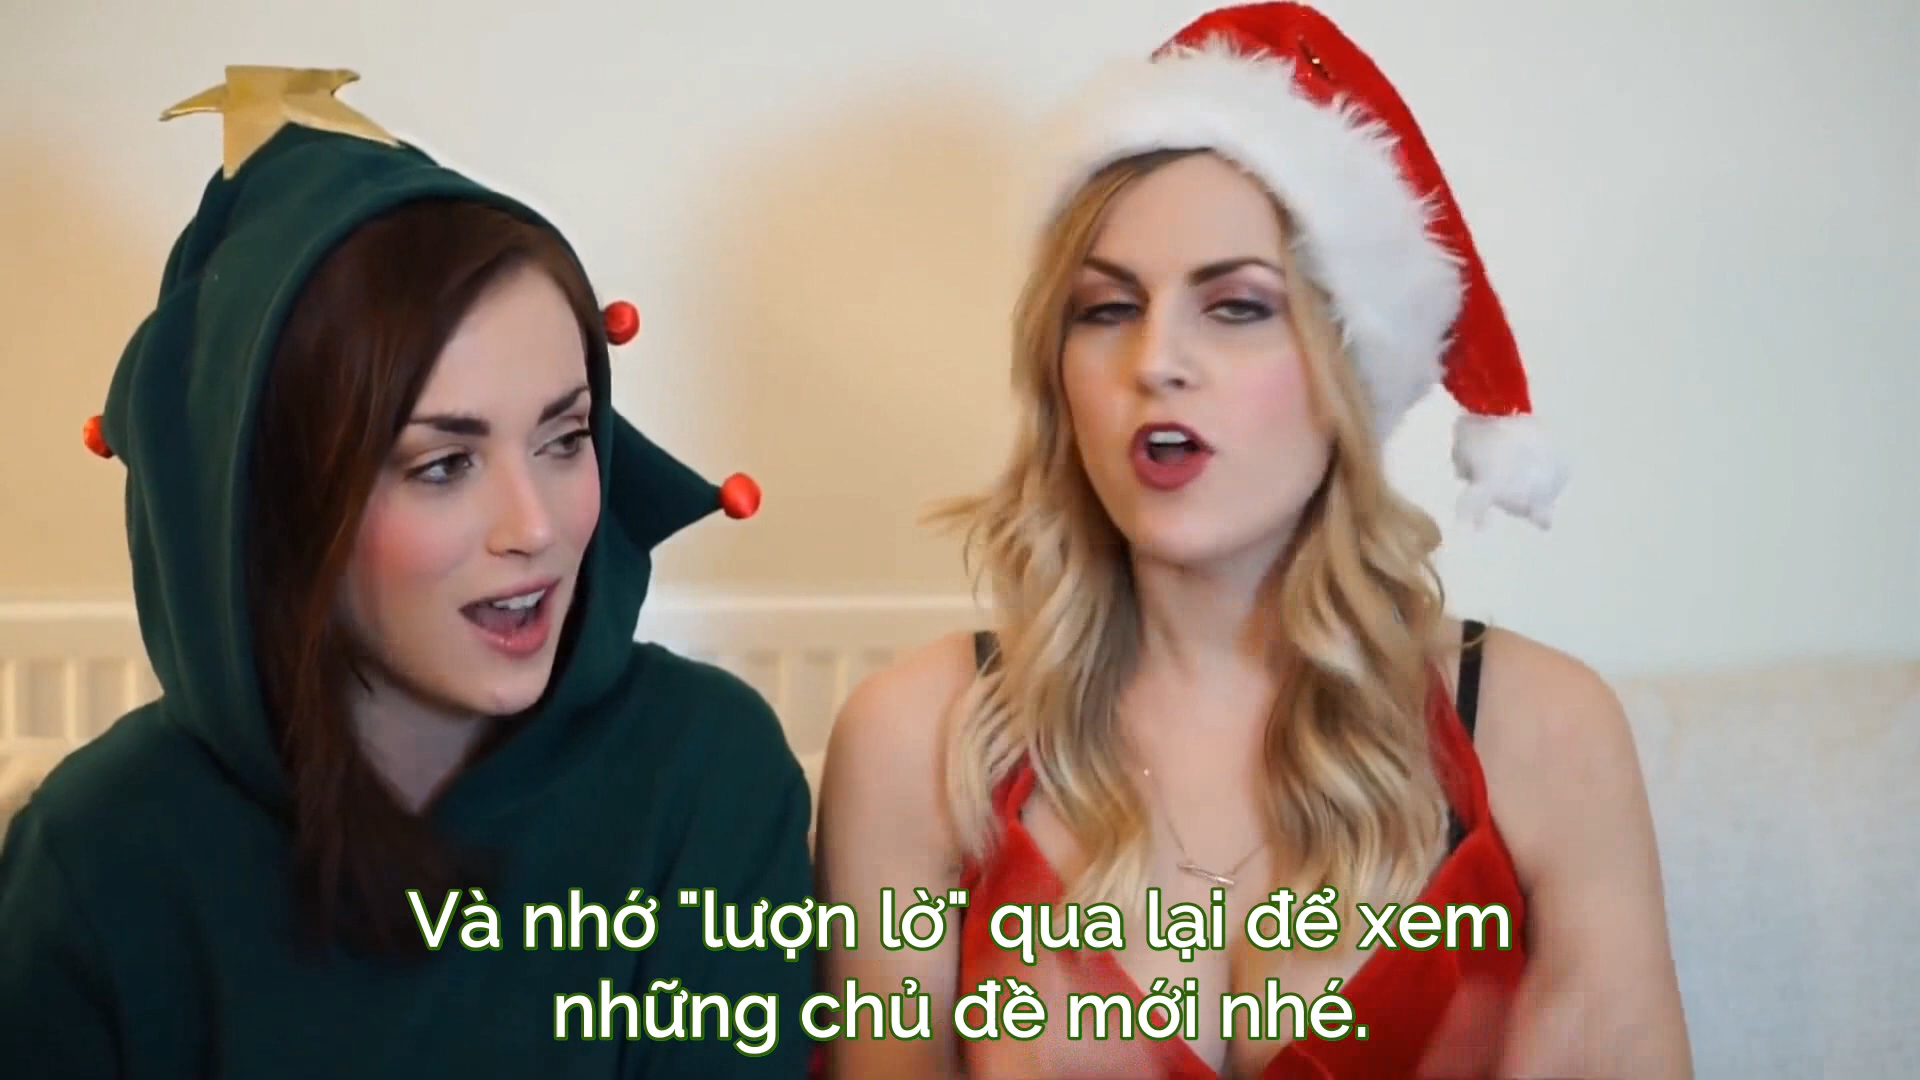 Và nhớ "lượn lờ" qua lại để xem
những chủ đề mới nhé.